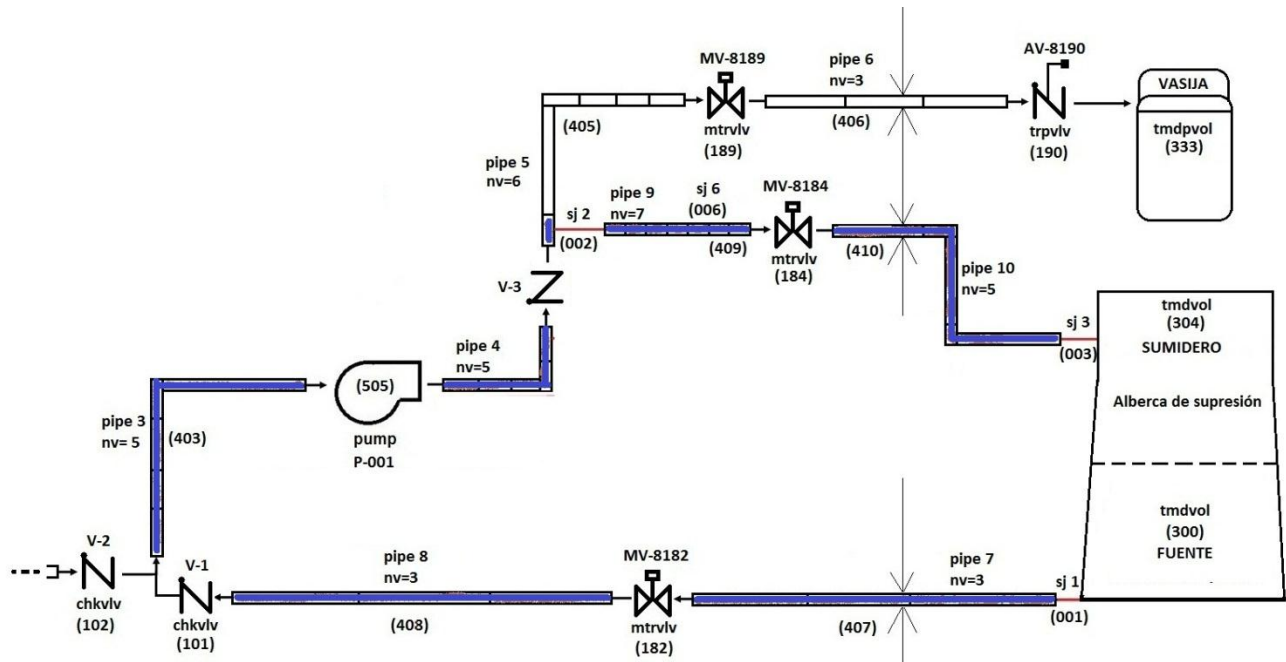 MV-8189
pipe 6
nv=3
AV-8190
VASIJA
tmdpvol
(333)
(405)
mtrvlv
(189)
(406)
trpvlv
(190)
pipe 5
nv=6
sj 2
(002)
pipe 9
nv=7
sj 6
(006)
(409)
MV-8184
mtrvlv
(184)
(410)
pipe 10
nv=5
sj 3
(003)
tmdvol
(304)
SUMIDERO
Alberca de supresión
V-3
pipe 4
nv=5
(505)
pump
P-001
pipe 3
nv= 5
(403)
tmdvol
(300)
FUENTE
V-2
chkvlv
(102)
V-1
chkvlv
(101)
pipe 8
nv=3
(408)
MV-8182
mtrvlv
(182)
pipe 7
nv=3
(407)
sj 1
(001)